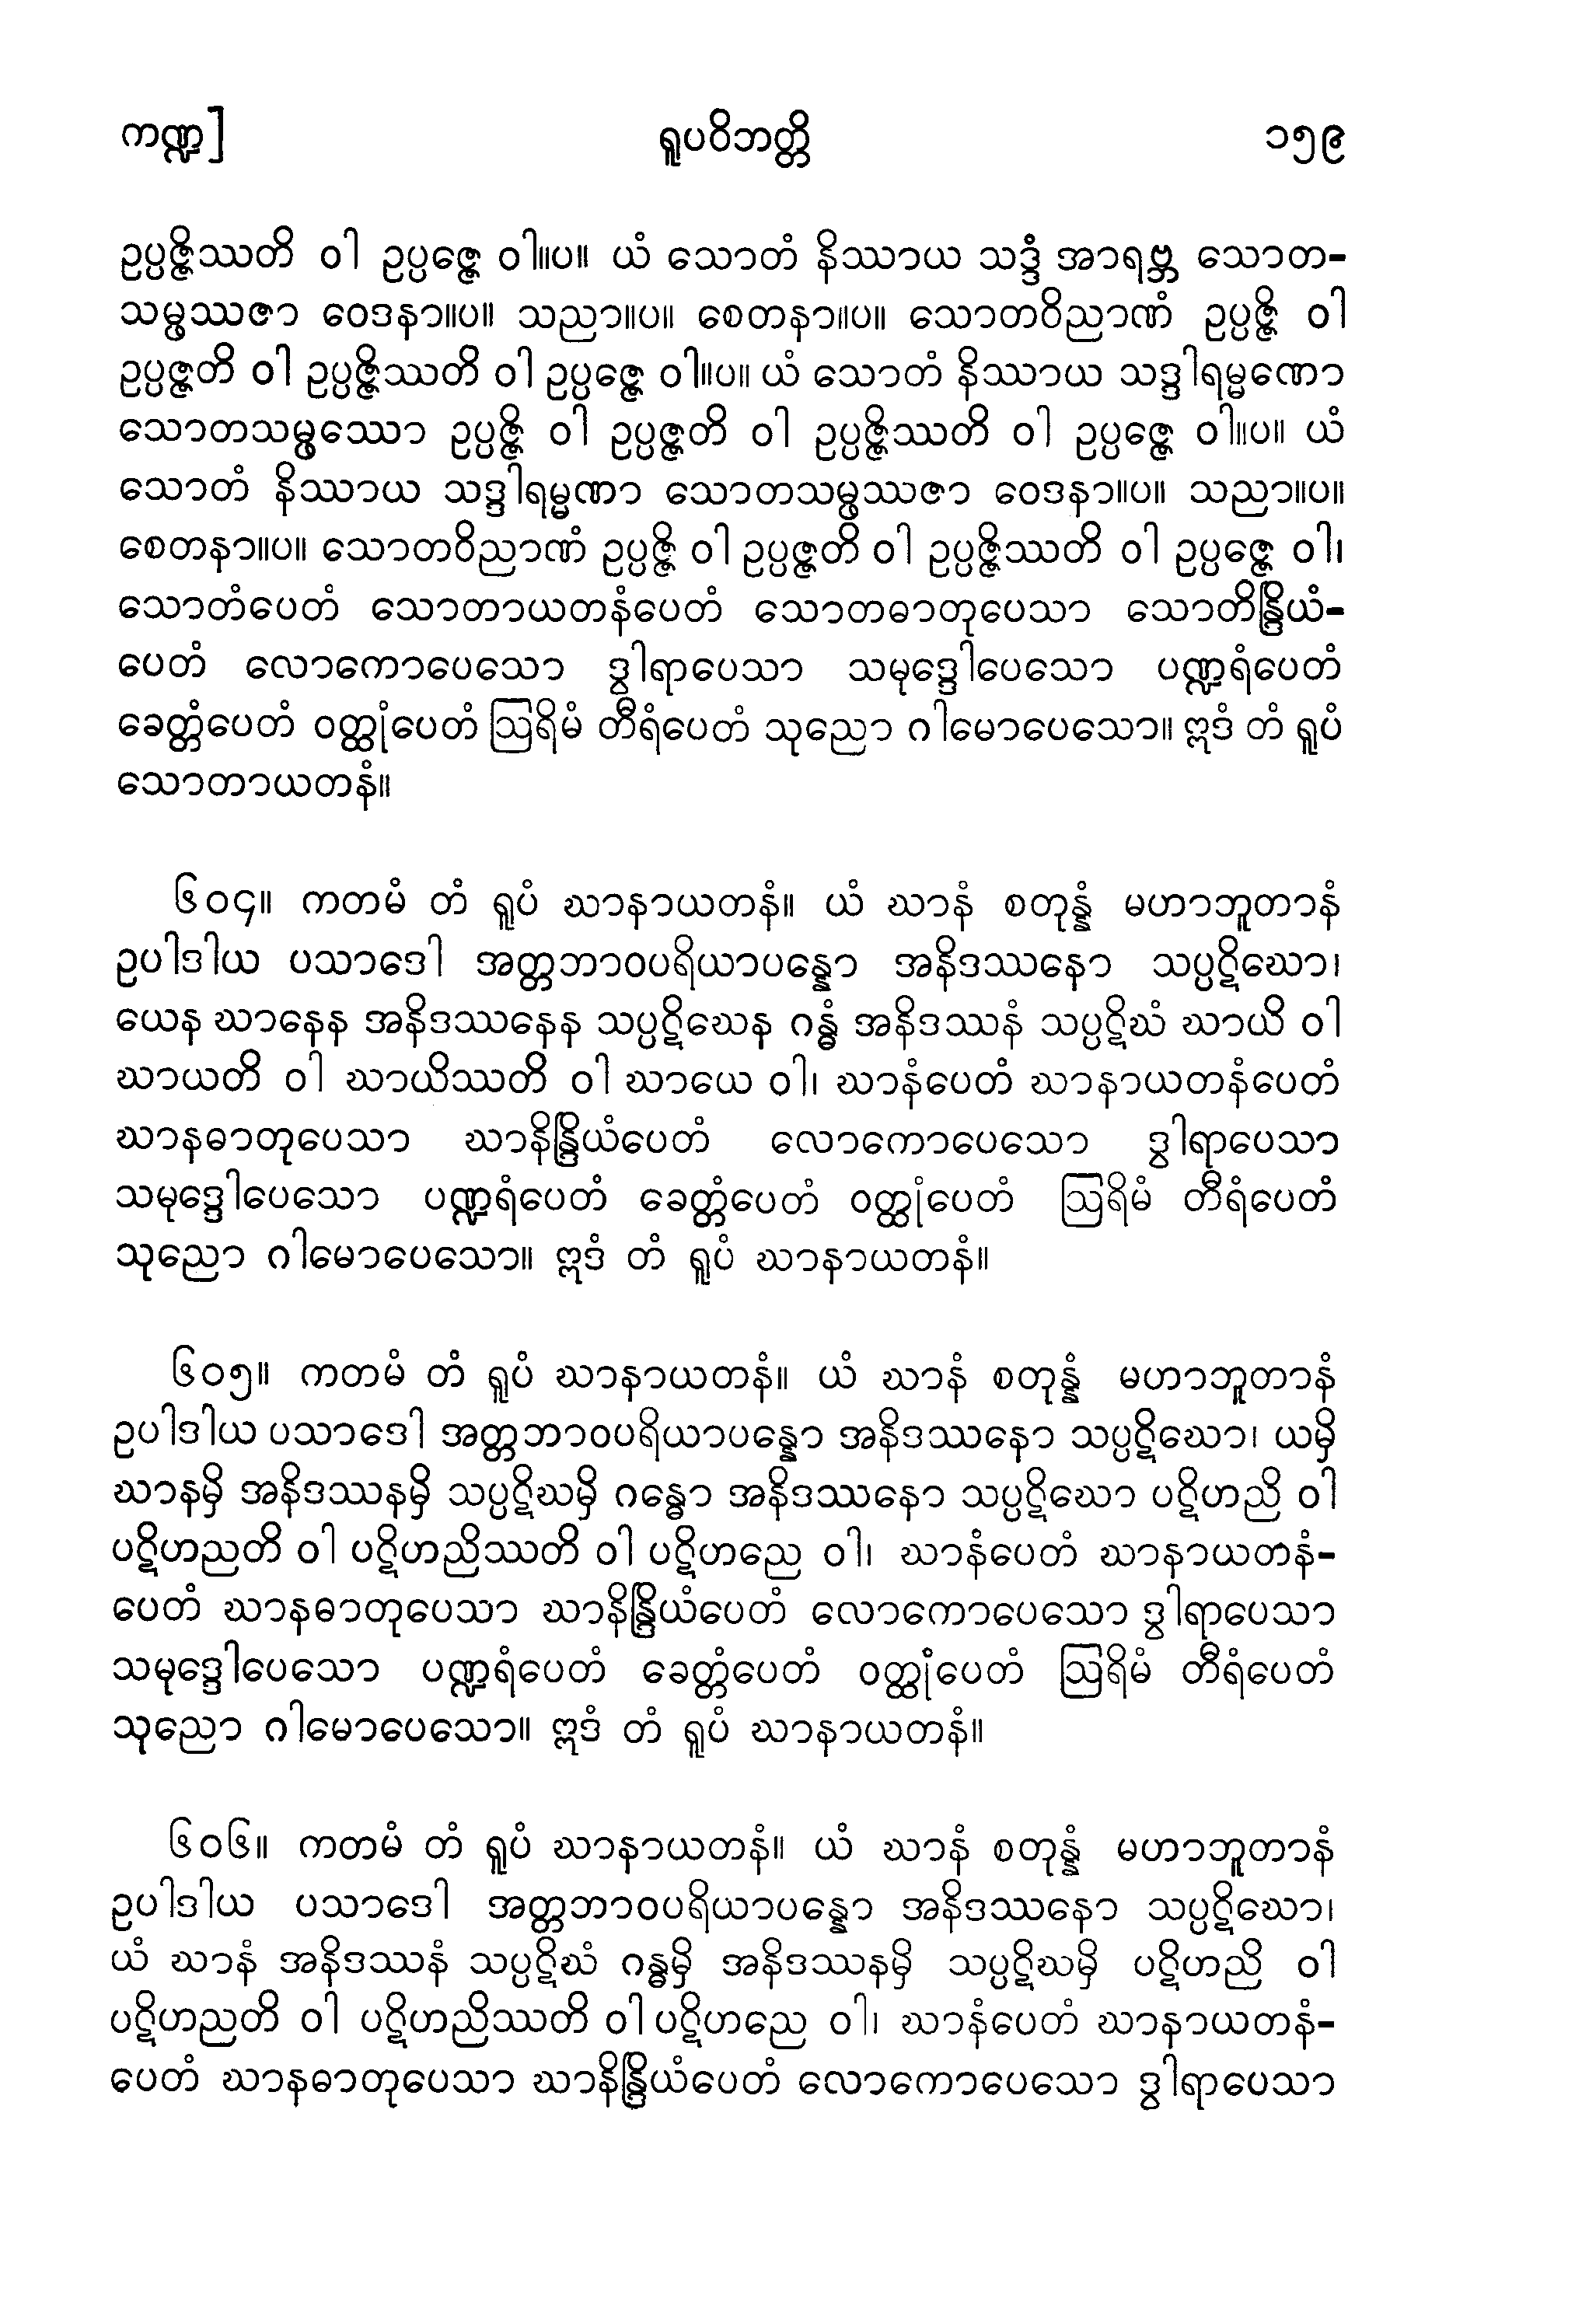 ကဏ္ဍ] ရူပဝိဘတ္တိ ၁၅၉
ဥပ္ပဇ္ဇိဿတိ ဝါ ဥပ္ပဇ္ဇေ ဝါ။ပ။ ယံ သောတံ နိဿာယ သဒ္ဒံ အာရဗ္ဘ သောတ-
သမ္ဖဿဇာ ဝေဒနာ။ပ။ သညာ။ပ။ စေတနာ။ပ။ သောတဝိညာဏံ ဥပ္ပဇ္ဇိ ဝါ
ဥပ္ပဇ္ဇတိ ဝါ ဥပ္ပဇ္ဇိဿတိ ဝါ ဥပ္ပဇ္ဇေ ဝါ။ပ။ ယံ သောတံ နိဿာယ သဒ္ဒါရမ္မဏော
သောတသမ္ဖဿော ဥပ္ပဇ္ဇိ ဝါ ဥပ္ပဇ္ဇတိ ဝါ ဥပ္ပဇ္ဇိဿတိ ဝါ ဥပ္ပဇ္ဇေ ဝါ။ပ။ ယံ
သောတံ နိဿာယ သဒ္ဒါရမ္မဏာ သောတသမ္ဖဿဇာ ဝေဒနာ။ပ။ သညာ။ပ။
စေတနာ။ပ။ သောတဝိညာဏံ ဥပ္ပဇ္ဇိ ဝါ ဥပ္ပဇ္ဇတိ ဝါ ဥပ္ပဇ္ဇိဿတိ ဝါ ဥပ္ပဇ္ဇေ ဝါ၊
သောတံပေတံ သောတာယတနံပေတံ သောတဓာတုပေသာ သောတိန္ဒြိယံ-
ပေတံ လောကောပေသော ဒွါရာပေသာ သမုဒ္ဒေါပေသော ပဏ္ဍရံပေတံ
ခေတ္တံပေတံ ဝတ္ထုံပေတံ ဩရိမံ တီရံပေတံ သုညော ဂါမောပေသော။ ဣဒံ တံ ရူပံ
သောတာယတနံ။
၆၀၄။ ကတမံ တံ ရူပံ ဃာနာယတနံ။ ယံ ဃာနံ စတုန္နံ မဟာဘူတာနံ
ဥပါဒါယ ပသာဒေါ အတ္တဘာဝပရိယာပန္နော အနိဒဿနော သပ္ပဋိဃော၊
ယေန ဃာနေန အနိဒဿနေန သပ္ပဋိဃေန ဂန္ဓံ အနိဒဿနံ သပ္ပဋိဃံ ဃာယိ ဝါ
ဃာယတိ ဝါ ဃာယိဿတိ ဝါ ဃာယေ ဝါ၊ ဃာနံပေတံ ဃာနာယတနံပေတံ
ဃာနဓာတုပေသာ ဃာနိန္ဒြိယံပေတံ လောကောပေသော ဒွါရာပေသာ
သမုဒ္ဒေါပေသော ပဏ္ဍရံပေတံ ခေတ္တံပေတံ ဝတ္ထုံပေတံ ဩရိမံ တီရံပေတံ
သုညော ဂါမောပေသော။ ဣဒံ တံ ရူပံ ဃာနာယတနံ။
၆၀၅။ ကတမံ တံ ရူပံ ဃာနာယတနံ။ ယံ ဃာနံ စတုန္နံ မဟာဘူတာနံ
ဥပါဒါယ ပသာဒေါ အတ္တဘာဝပရိယာပန္နော အနိဒဿနော သပ္ပဋိဃော၊ ယမှိ
ဃာနမှိ အနိဒဿနမှိ သပ္ပဋိဃမှိ ဂန္ဓော အနိဒဿနော သပ္ပဋိဃော ပဋိဟညိ ဝါ
ပဋိဟညတိ ဝါ ပဋိဟညိဿတိ ဝါ ပဋိဟညေ ဝါ၊ ဃာနံပေတံ ဃာနာယတနံ-
ပေတံ ဃာနဓာတုပေသာ ဃာနိန္ဒြိယံပေတံ လောကောပေသော ဒွါရာပေသာ
သမုဒ္ဒေါပေသော ပဏ္ဍရံပေတံ ခေတ္တံပေတံ ဝတ္ထုံပေတံ ဩရိမံ တီရံပေတံ
သုညော ဂါမောပေသော။ ဣဒံ တံ ရူပံ ဃာနာယတနံ။
၆၀၆။ ကတမံ တံ ရူပံ ဃာနာယတနံ။ ယံ ဃာနံ စတုန္နံ မဟာဘူတာနံ
ဥပါဒါယ ပသာဒေါ အတ္တဘာဝပရိယာပန္နော အနိဒဿနော သပ္ပဋိဃော၊
ယံ ဃာနံ အနိဒဿနံ သပ္ပဋိဃံ ဂန္ဓမှိ အနိဒဿနမှိ သပ္ပဋိဃမှိ ပဋိဟညိ ဝါ
ပဋိဟညတိ ဝါ ပဋိဟညိဿတိ ဝါ ပဋိဟညေ ဝါ၊ ဃာနံပေတံ ဃာနာယတနံ-
ပေတံ ဃာနဓာတုပေသာ ဃာနိန္ဒြိယံပေတံ လောကောပေသော ဒွါရာပေသာ